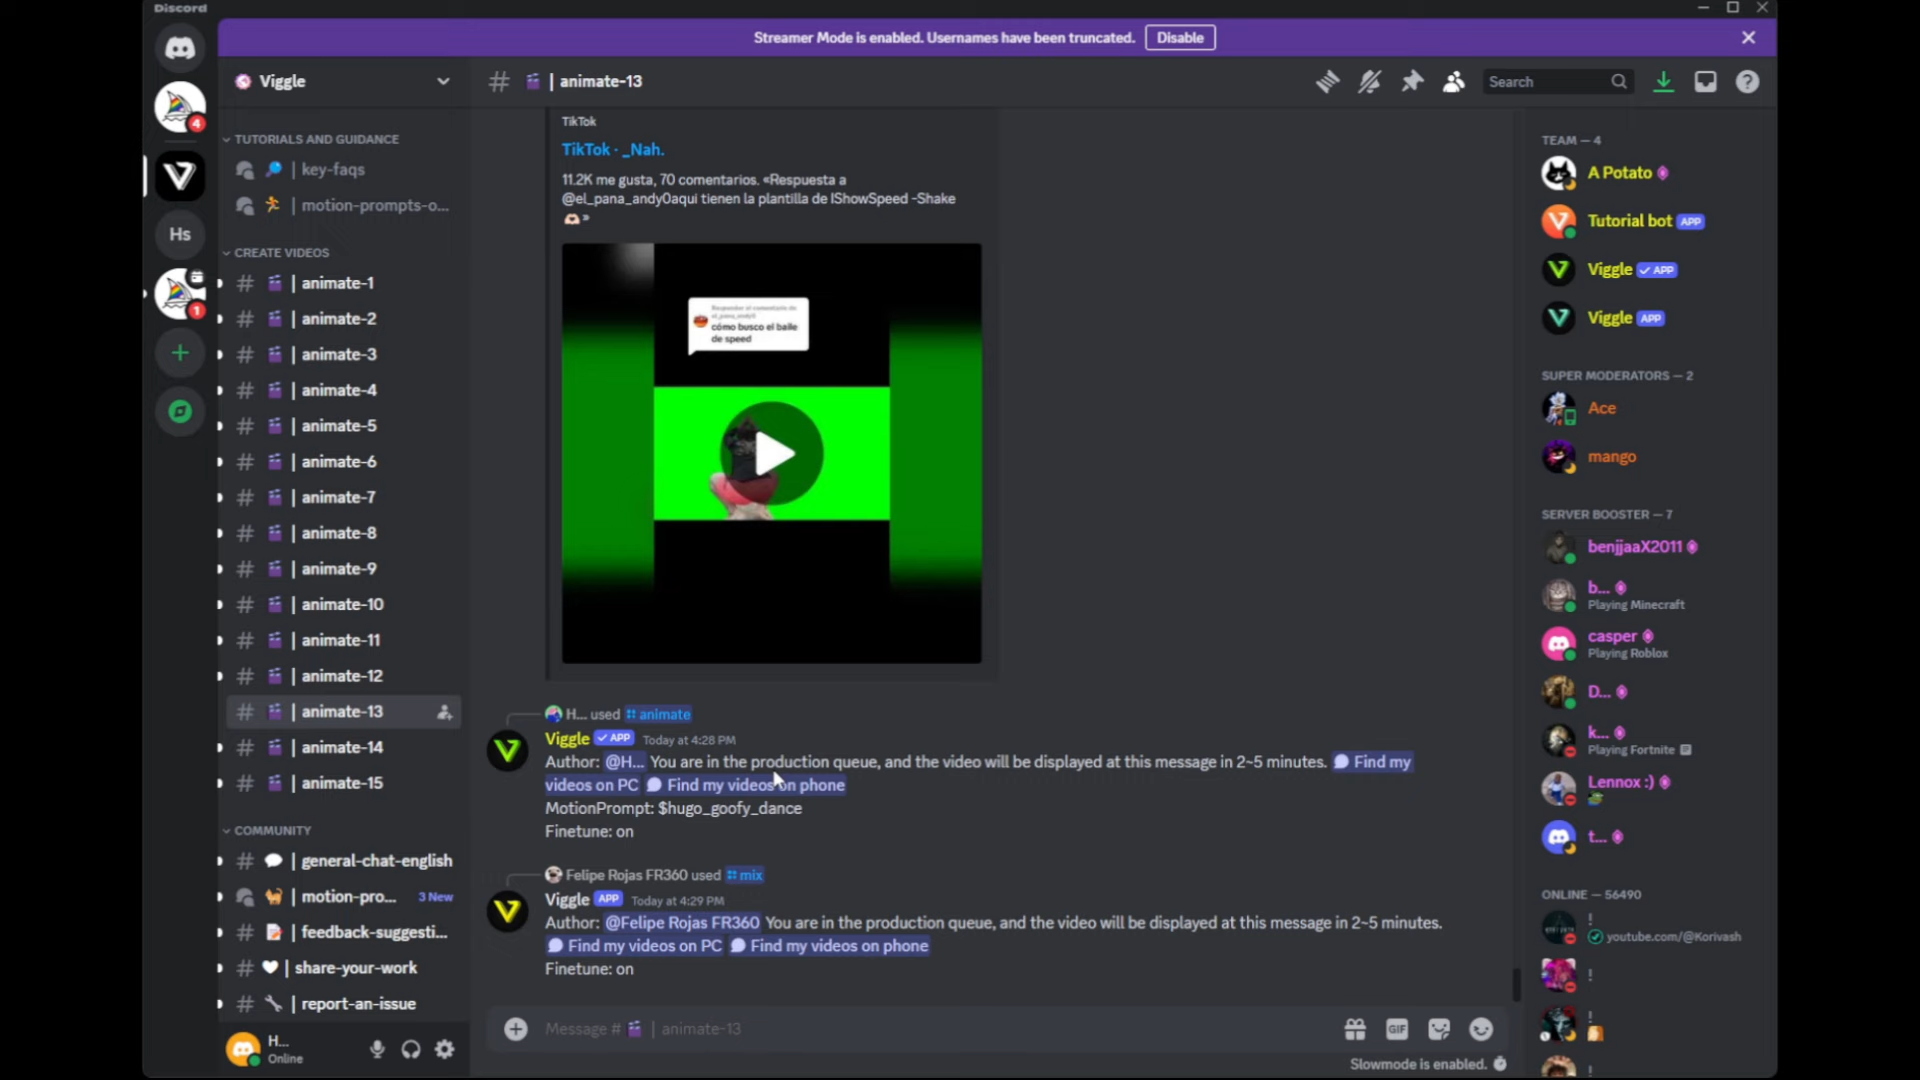 Discord
Streamer Mode is enabled. Usernames have been truncated.
Disable
Viggle
TUTORIALS AND GUIDANCE
| key-faqs
| motion-prompts-o...
CREATE VIDEOS
| animate-1
| animate-2
| animate-3
| animate-4
| animate-5
| animate-6
| animate-7
| animate-8
| animate-9
| animate-10
| animate-11
| animate-12
| animate-13
| animate-14
| animate-15
COMMUNITY
| general-chat-english
| motion-pro... 3 New
| feedback-suggesti...
| share-your-work
| report-an-issue
H...
Online
4
Hs
1
# | animate-13
Search
TikTok
TikTok · _Nah.
11.2K me gusta, 70 comentarios. «Respuesta a
@el_pana_andy0aqui tienen la plantilla de IShowSpeed -Shake
»
cómo busco el baile
de speed
H... used animate
Viggle ✓ APP Today at 4:28 PM
Author: @H... You are in the production queue, and the video will be displayed at this message in 2~5 minutes. Find my
videos on PC Find my videos on phone
MotionPrompt: $hugo_goofy_dance
Finetune: on
Felipe Rojas FR360 used mix
Viggle APP Today at 4:29 PM
Author: @Felipe Rojas FR360 You are in the production queue, and the video will be displayed at this message in 2~5 minutes.
Find my videos on PC Find my videos on phone
Finetune: on
Message # | animate-13
GIF
Slowmode is enabled.
TEAM — 4
A Potato
Tutorial bot APP
Viggle ✓ APP
Viggle APP
SUPER MODERATORS — 2
Ace
mango
SERVER BOOSTER — 7
benjjaaX2011
b...
Playing Minecraft
casper
Playing Roblox
D...
k...
Playing Fortnite
Lennox :)
t...
ONLINE — 56490
!
youtube.com/@Korivash
!
!
!